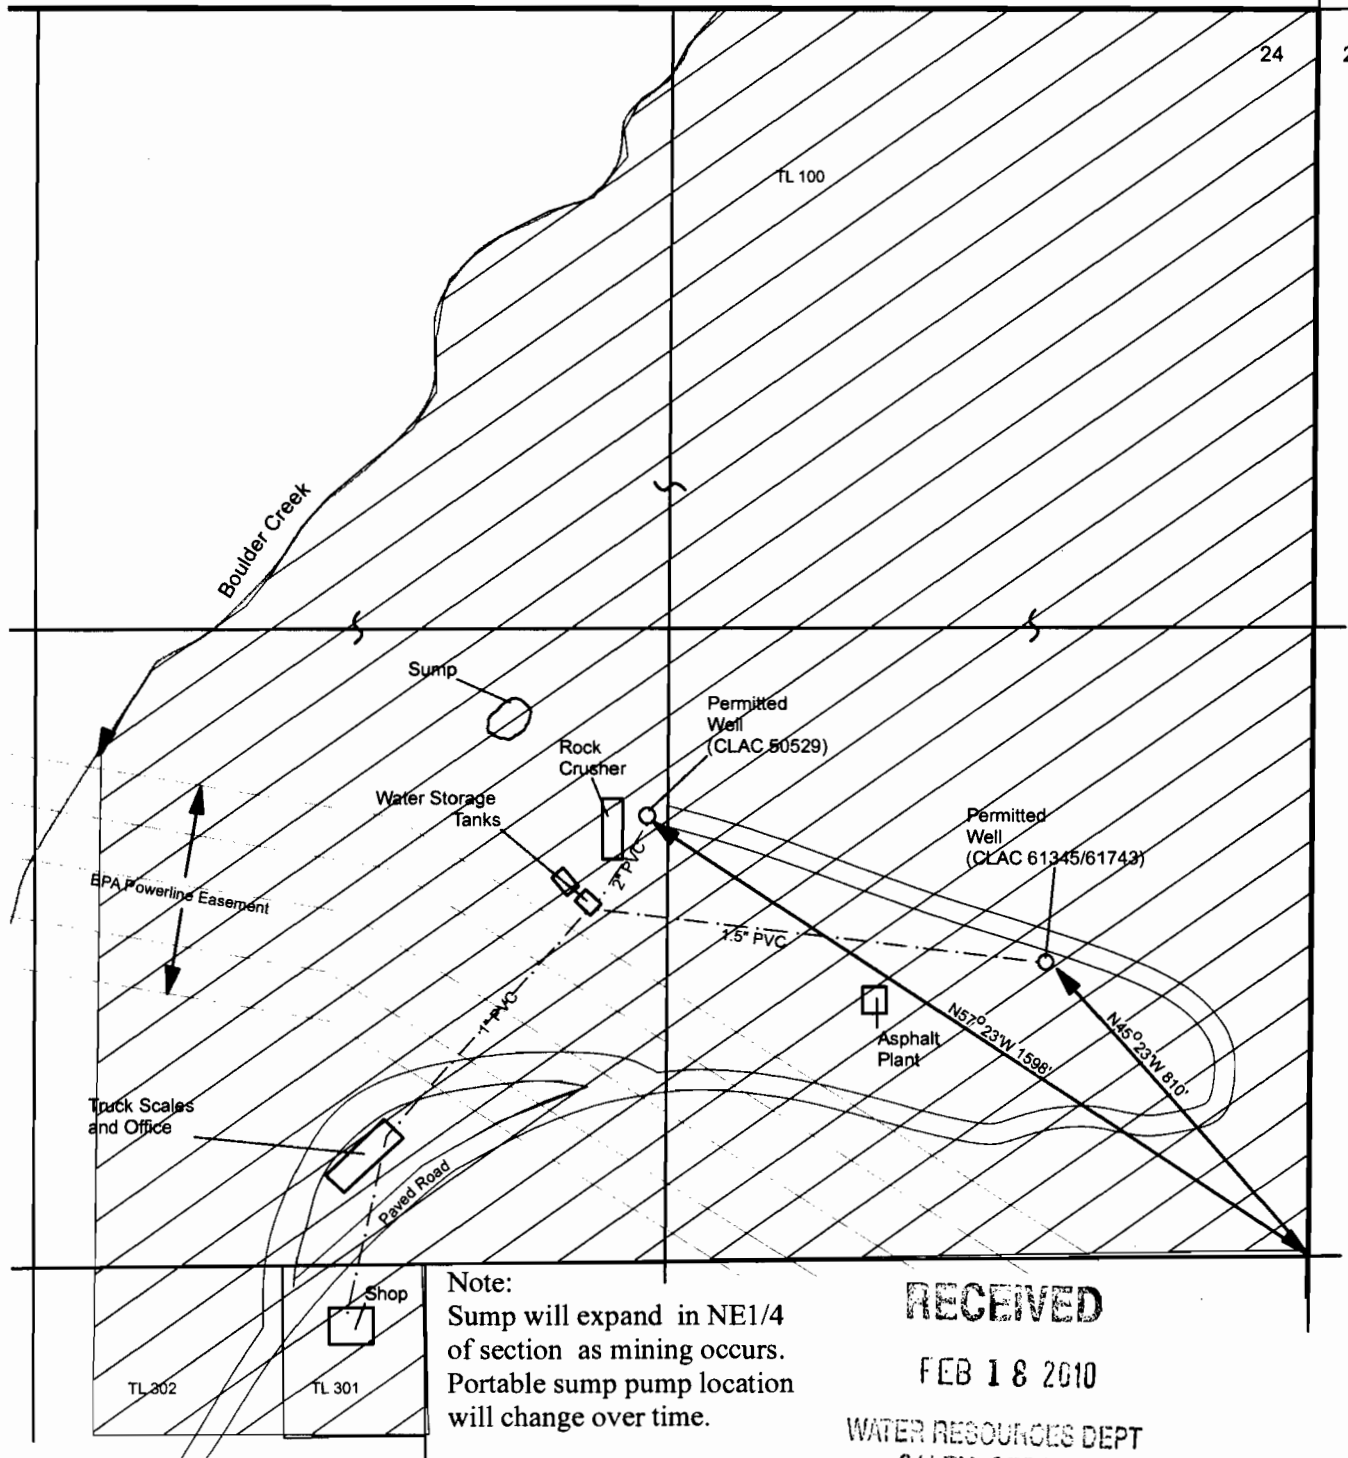 24
TL 100
Boulder Creek
Sump
Permitted
Well
(CLAC 50529)
Rock
Crusher
Water Storage
Tanks
Permitted
Well
(CLAC 61345/61743)
2" PVC
BPA Powerline Easement
1.5" PVC
1" PVC
N57°23'W 1598'
N45°23'W 810'
Asphalt
Plant
Truck Scales
and Office
Paved Road
Shop
TL 302
TL 301
Note:
Sump will expand in NE1/4
of section as mining occurs.
Portable sump pump location
will change over time.
RECEIVED
FEB 18 2010
WATER RESOURCES DEPT